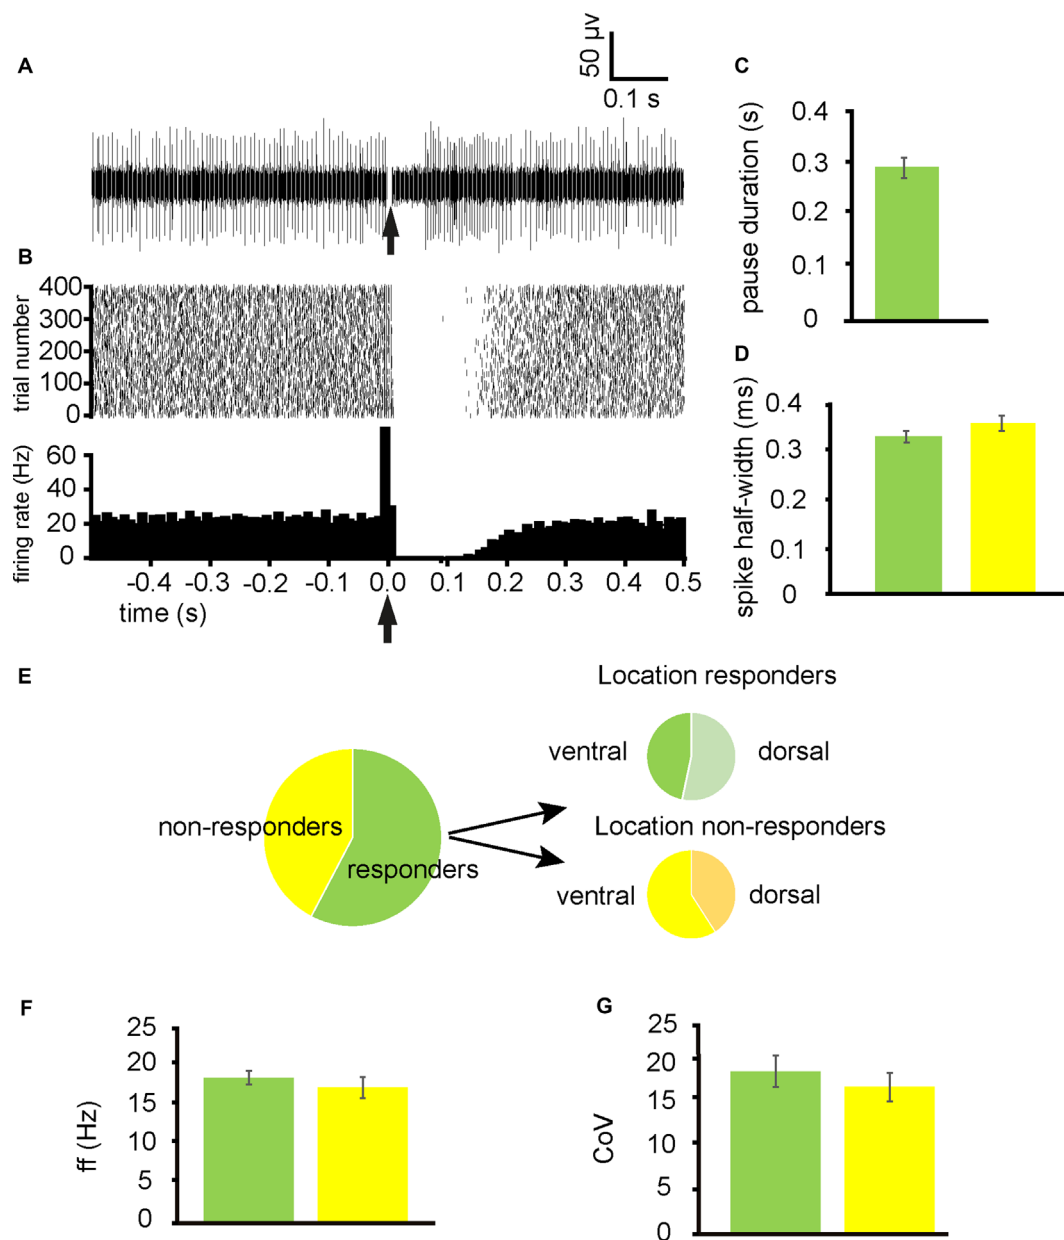 A
50 µv
0.1 s
B
trial number
400
300
200
100
0
firing rate (Hz)
60
40
20
0
-0.4 -0.3 -0.2 -0.1 0.0 0.1 0.2 0.3 0.4 0.5
time (s)
C
pause duration (s)
0.4
0.3
0.2
0.1
0
D
spike half-width (ms)
0.4
0.3
0
0.1
0
E
non-responders
responders
Location responders
ventral dorsal
Location non-responders
ventral dorsal
F
ff (Hz)
25
20
15
10
5
0
G
CoV
25
20
15
10
5
0